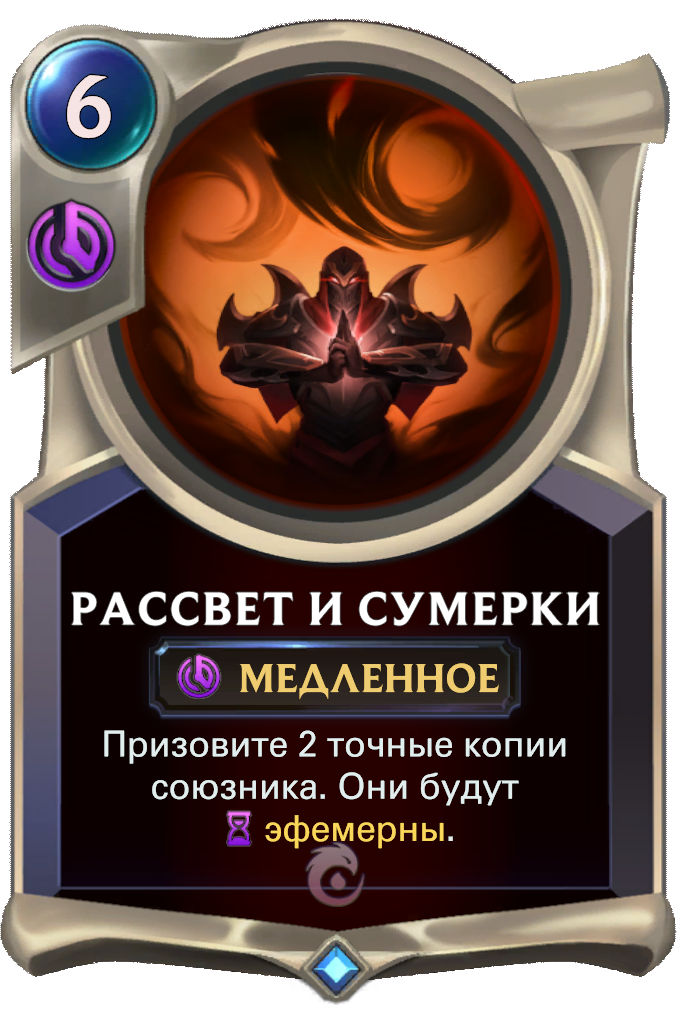 6
РАССВЕТ И СУМЕРКИ
МЕДЛЕННОЕ
Призовите 2 точные копии
союзника. Они будут
эфемерны.